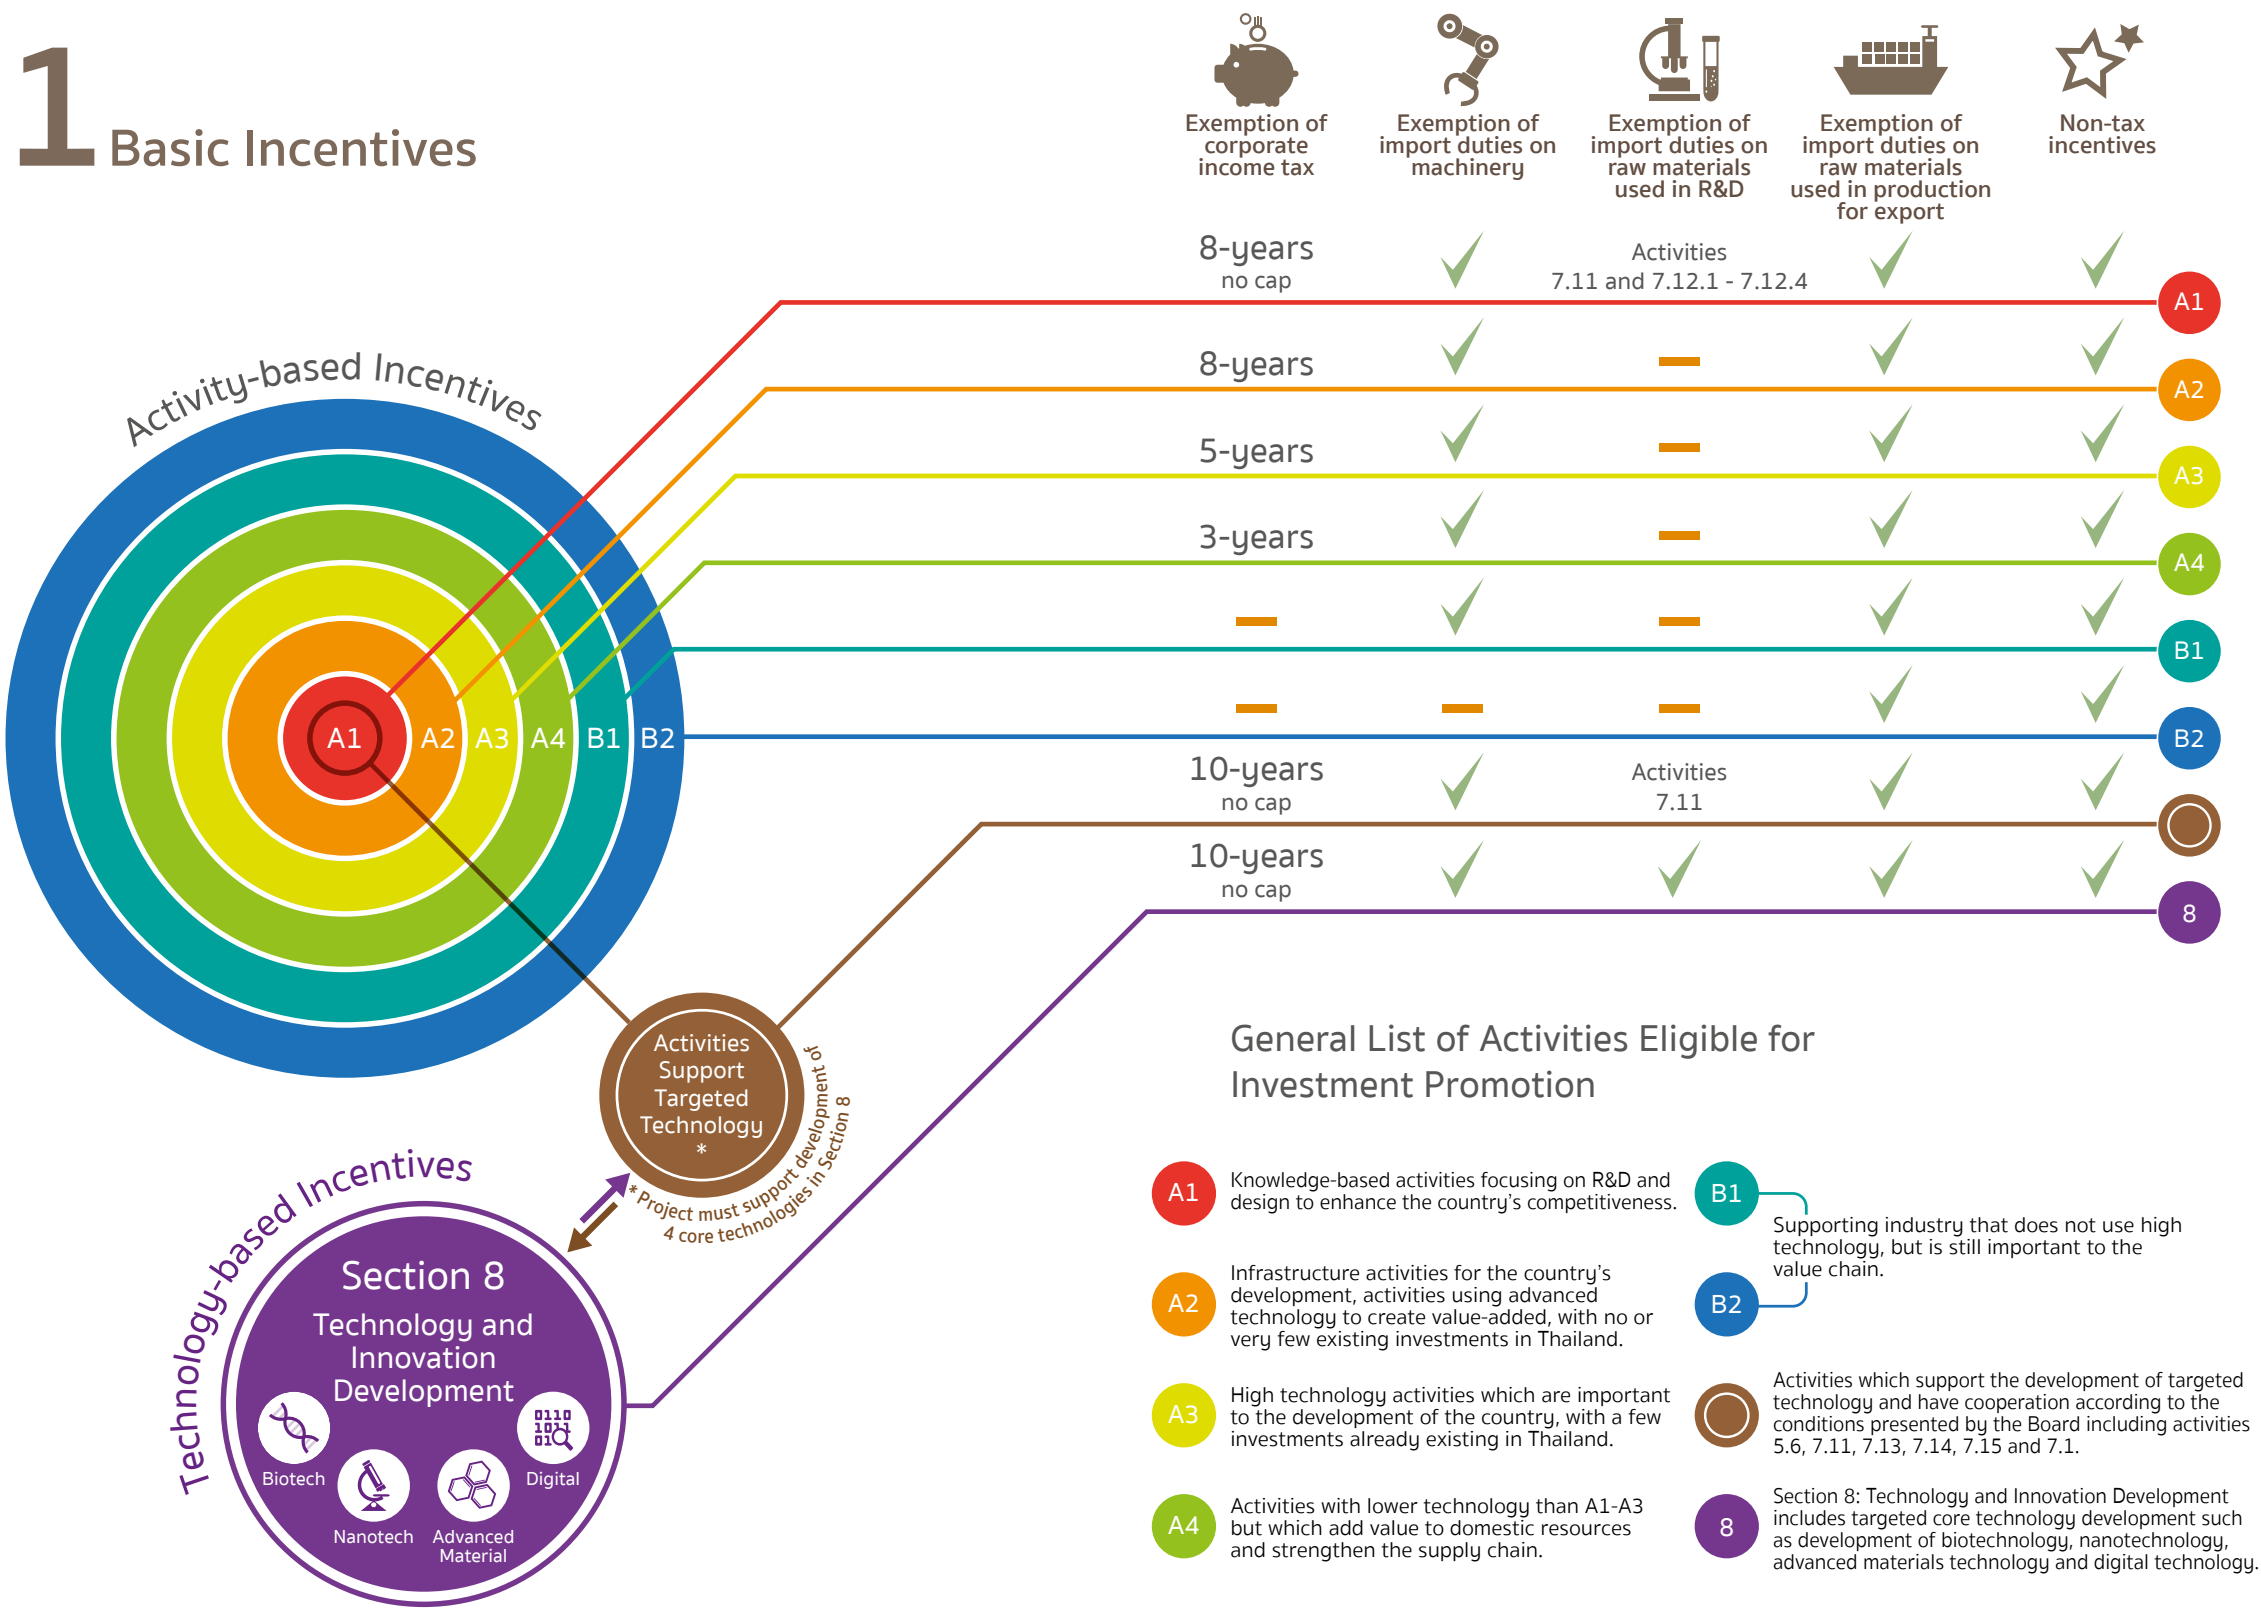 1 Basic Incentives
Exemption of
corporate
income tax
Exemption of
import duties on
machinery
Exemption of
import duties on
raw materials
used in R&D
Exemption of
import duties on
raw materials
used in production
for export
Non-tax
incentives
8-years
no cap
Activities
7.11 and 7.12.1 - 7.12.4
A1
8-years
A2
5-years
A3
3-years
A4
B1
B2
10-years
no cap
Activities
7.11
10-years
no cap
8
Activity-based Incentives
A1 A2 A3 A4 B1 B2
Activities
Support
Targeted
Technology
*
* Project must support development of
4 core technologies in Section 8
Technology-based Incentives
Section 8
Technology and
Innovation
Development
0110
1011
01
Biotech
Nanotech
Advanced
Material
Digital
General List of Activities Eligible for
Investment Promotion
A1
Knowledge-based activities focusing on R&D and
design to enhance the country's competitiveness.
A2
Infrastructure activities for the country's
development, activities using advanced
technology to create value-added, with no or
very few existing investments in Thailand.
A3
High technology activities which are important
to the development of the country, with a few
investments already existing in Thailand.
A4
Activities with lower technology than A1-A3
but which add value to domestic resources
and strengthen the supply chain.
B1
B2
Supporting industry that does not use high
technology, but is still important to the
value chain.
Activities which support the development of targeted
technology and have cooperation according to the
conditions presented by the Board including activities
5.6, 7.11, 7.13, 7.14, 7.15 and 7.1.
8
Section 8: Technology and Innovation Development
includes targeted core technology development such
as development of biotechnology, nanotechnology,
advanced materials technology and digital technology.